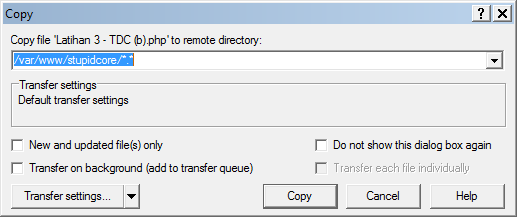 Copy
Copy file 'Latihan 3 - TDC (b).php' to remote directory:
/var/www/stupidcore/*.*
Transfer settings
Default transfer settings
New and updated file(s) only
Do not show this dialog box again
Transfer on background (add to transfer queue)
Transfer each file individually
Transfer settings...
Copy
Cancel
Help